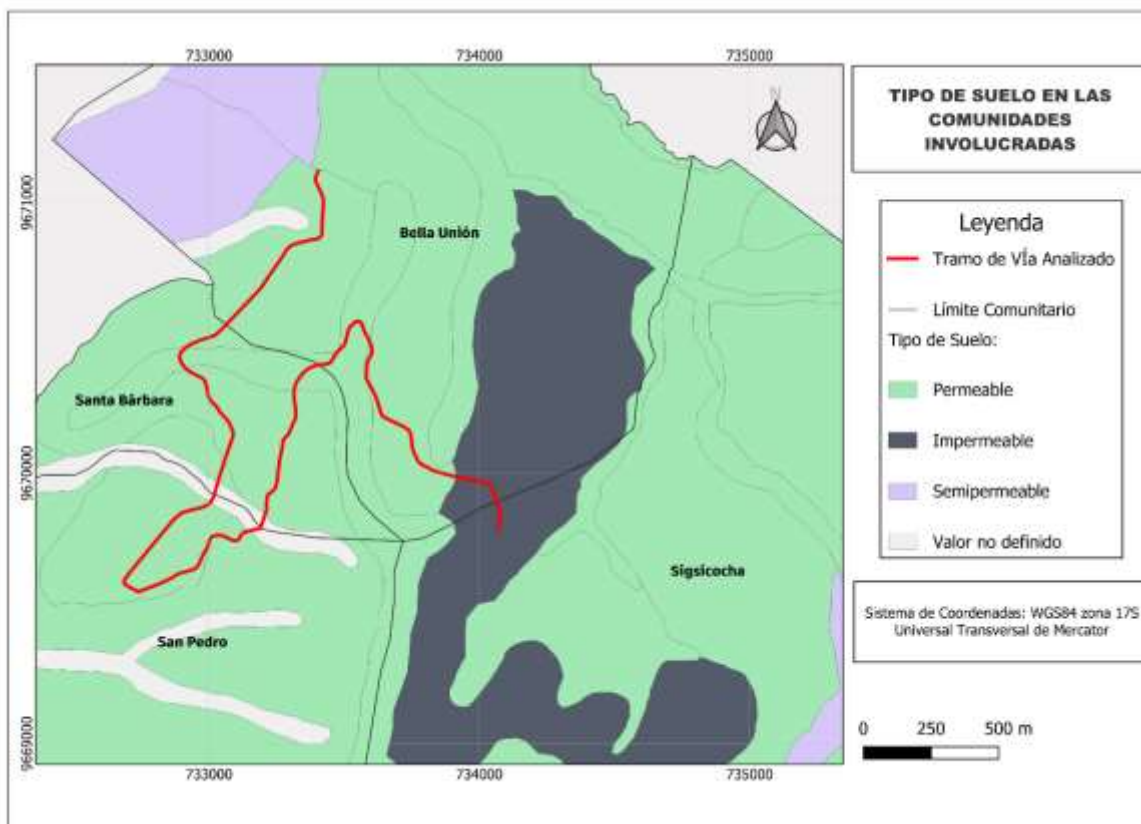 733000
734000
735000
TIPO DE SUELO EN LAS
COMUNIDADES
INVOLUCRADAS
N
9671000
9670000
9669000
Bella Unión
Santa Bárbara
San Pedro
Sigsicocha
Leyenda
Tramo de Vía Analizado
Límite Comunitario
Tipo de Suelo:
Permeable
Impermeable
Semipermeable
Valor no definido
Sistema de Coordenadas: WGS84 zona 17S
Universal Transversal de Mercator
0 250 500 m
733000
734000
735000